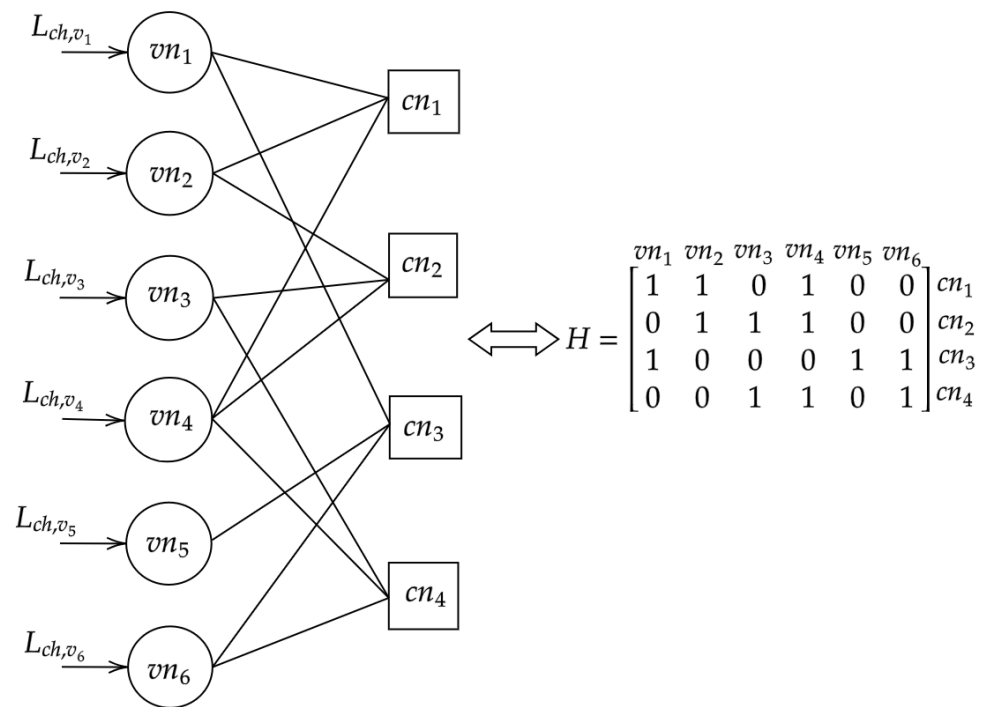 L_{ch,v_1}
vn_1
cn_1
L_{ch,v_2}
vn_2
L_{ch,v_3}
vn_3
cn_2
L_{ch,v_4}
vn_4
cn_3
L_{ch,v_5}
vn_5
cn_4
L_{ch,v_6}
vn_6
vn_1 vn_2 vn_3 vn_4 vn_5 vn_6
1 1 0 1 0 0 cn_1
0 1 1 1 0 0 cn_2
H =
1 0 0 0 1 1 cn_3
0 0 1 1 0 1 cn_4